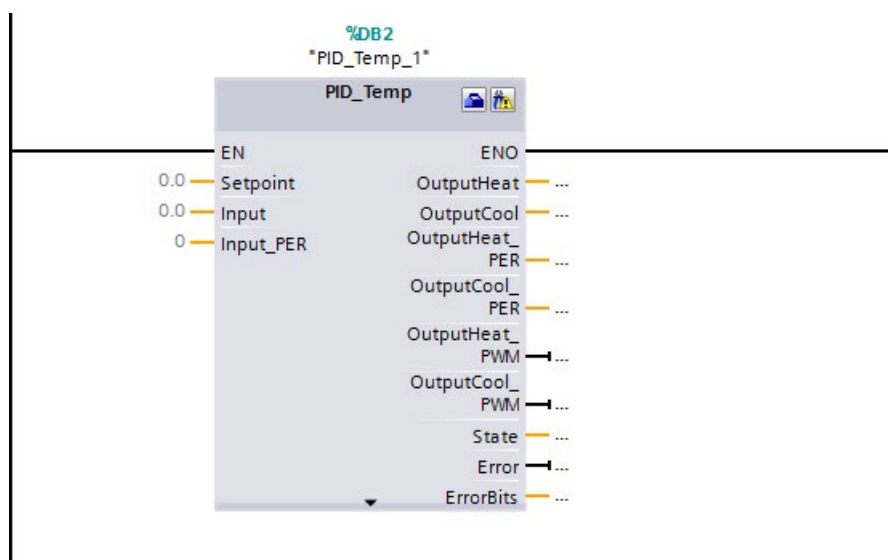 %DB2
"PID_Temp_1"
PID_Temp
EN
ENO
0.0
Setpoint
OutputHeat
...
0.0
Input
OutputCool
...
0
Input_PER
OutputHeat_
PER
...
OutputCool_
PER
...
OutputHeat_
PWM
...
OutputCool_
PWM
...
State
...
Error
...
ErrorBits
...